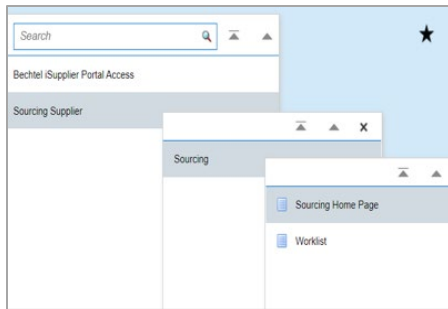 Search
Bechtel iSupplier Portal Access
Sourcing Supplier
Sourcing
Sourcing Home Page
Worklist